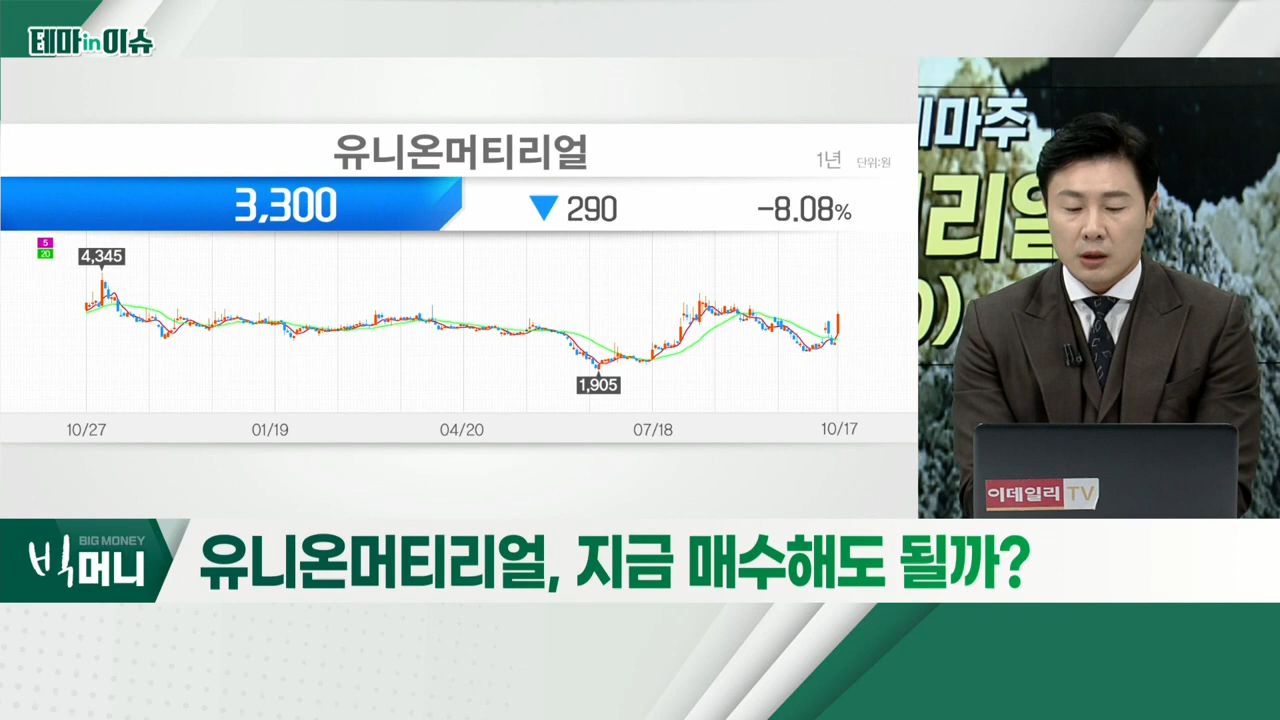 테마in이슈
유니온머티리얼
1년 단위:원
3,300 ▼ 290 -8.08%
5
20
4,345
1,905
10/27 01/19 04/20 07/18 10/17
마주
리얼
)
이데일리TV
BIG MONEY
빅머니
유니온머티리얼, 지금 매수해도 될까?